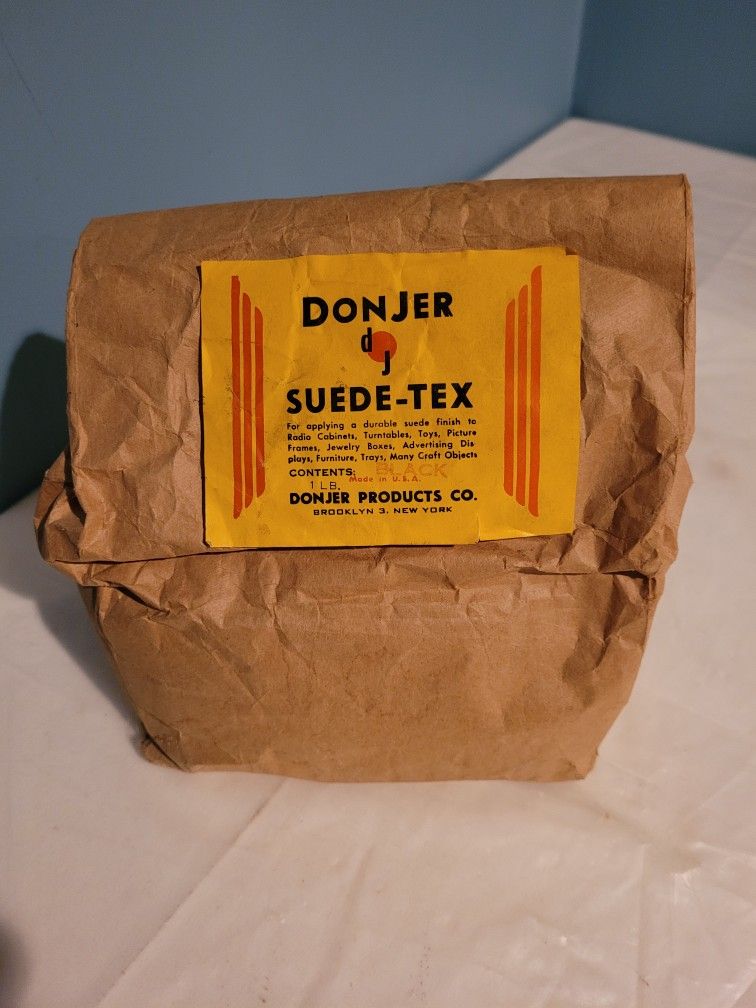 DONJER
dJ
SUEDE-TEX
For applying a durable suede finish to
Radio Cabinets, Turntables, Toys, Picture
Frames, Jewelry Boxes, Advertising Dis-
plays, Furniture, Trays, Many Craft Objects
CONTENTS: BLACK
1 LB. Made in U.S.A.
DONJER PRODUCTS CO.
BROOKLYN 3, NEW YORK